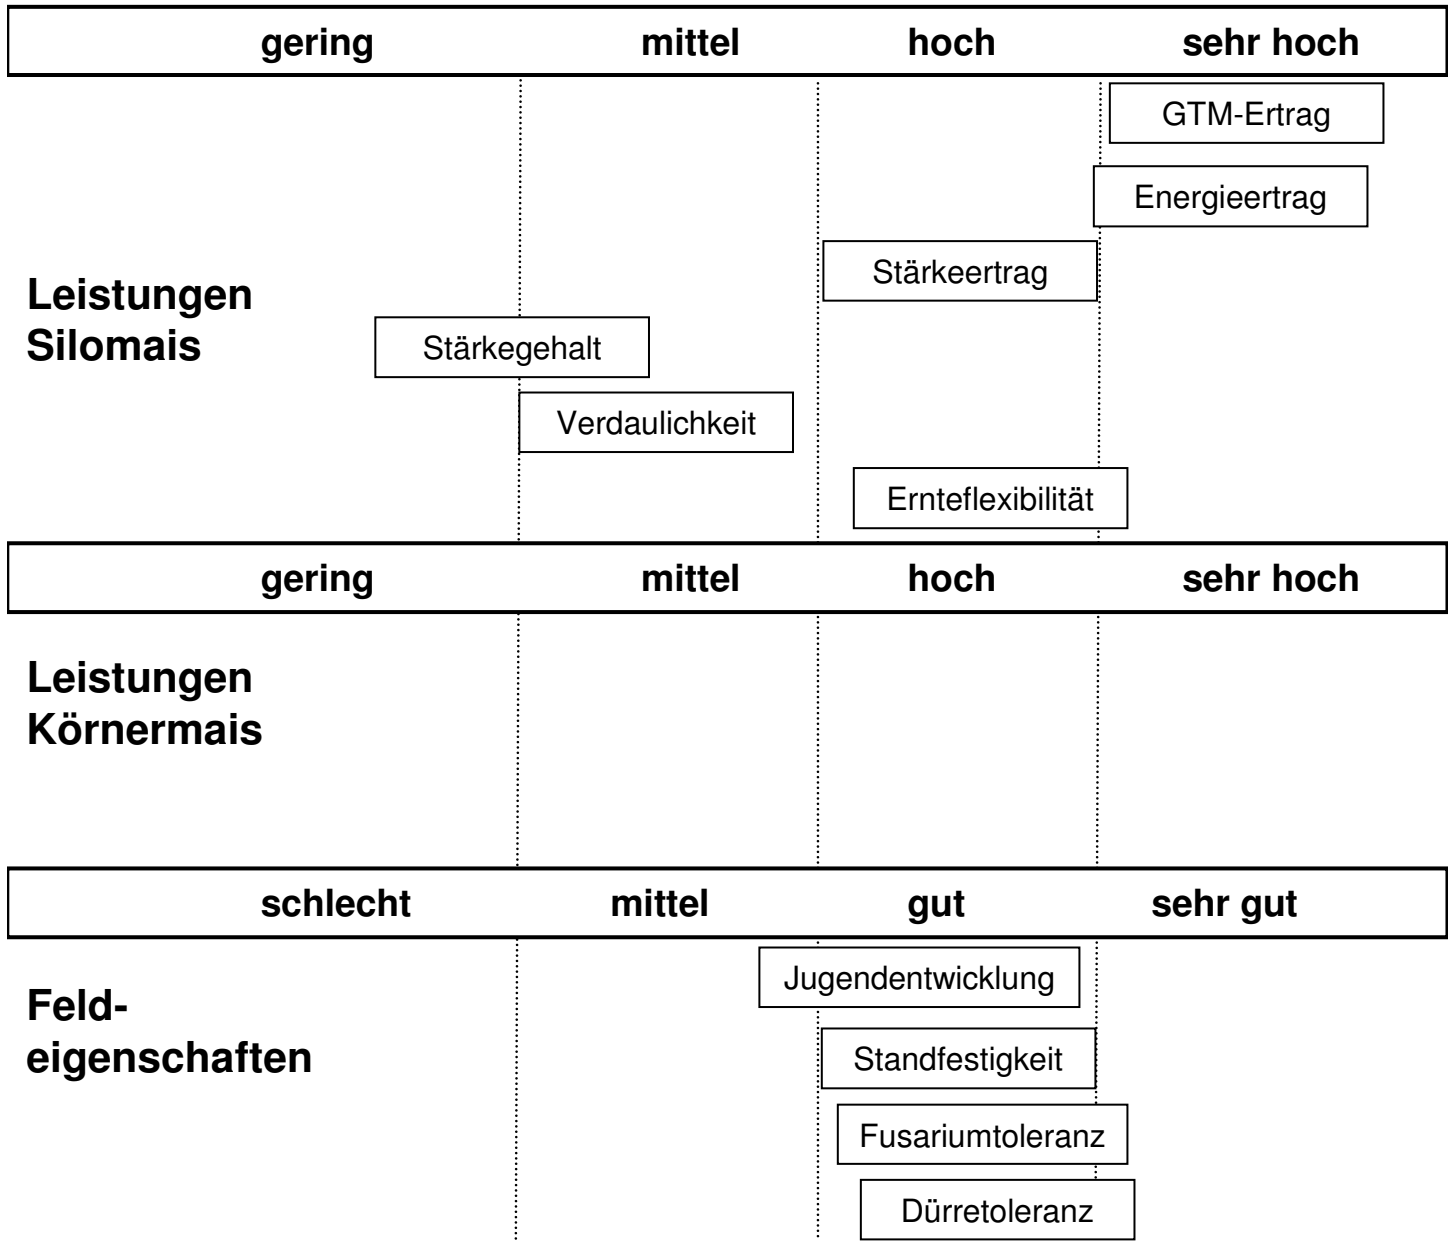 gering mittel hoch sehr hoch
GTM-Ertrag
Energieertrag
Stärkeertrag
Leistungen
Silomais
Stärkegehalt
Verdaulichkeit
Ernteflexibilität
gering mittel hoch sehr hoch
Leistungen
Körnermais
schlecht mittel gut sehr gut
Jugendentwicklung
Feld-
eigenschaften
Standfestigkeit
Fusariumtoleranz
Dürretoleranz